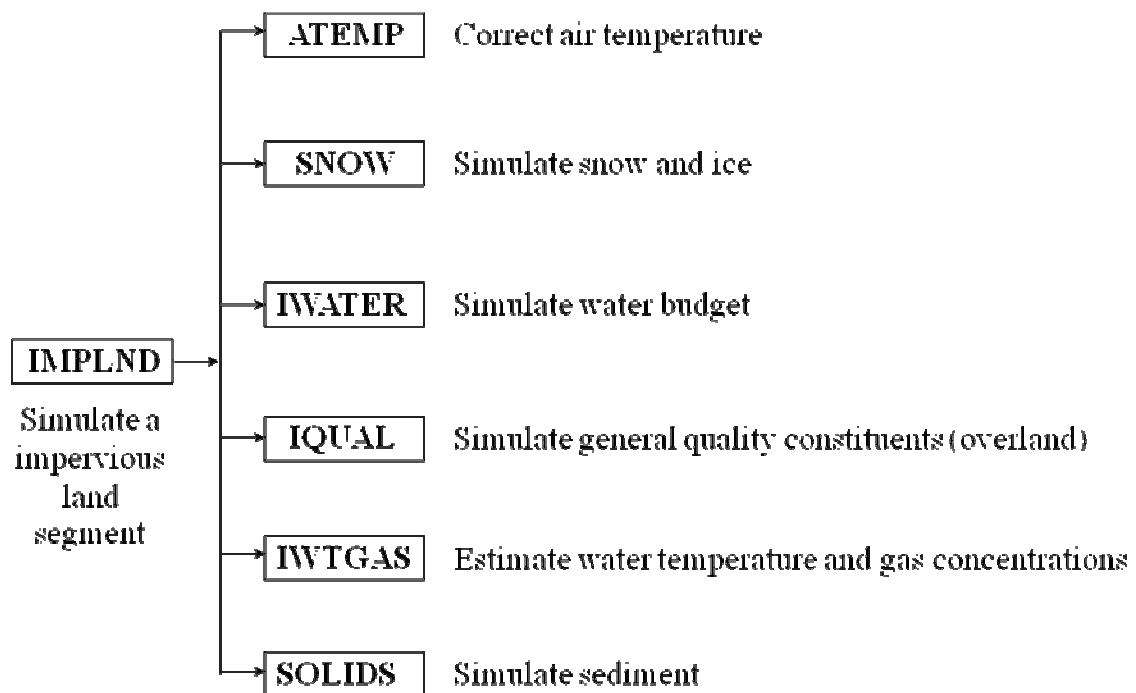 ATEMP Correct air temperature
SNOW Simulate snow and ice
IWATER Simulate water budget
IMPLND
Simulate a
impervious
land
segment
IQUAL Simulate general quality constituents (overland)
IWTGAS Estimate water temperature and gas concentrations
SOLIDS Simulate sediment